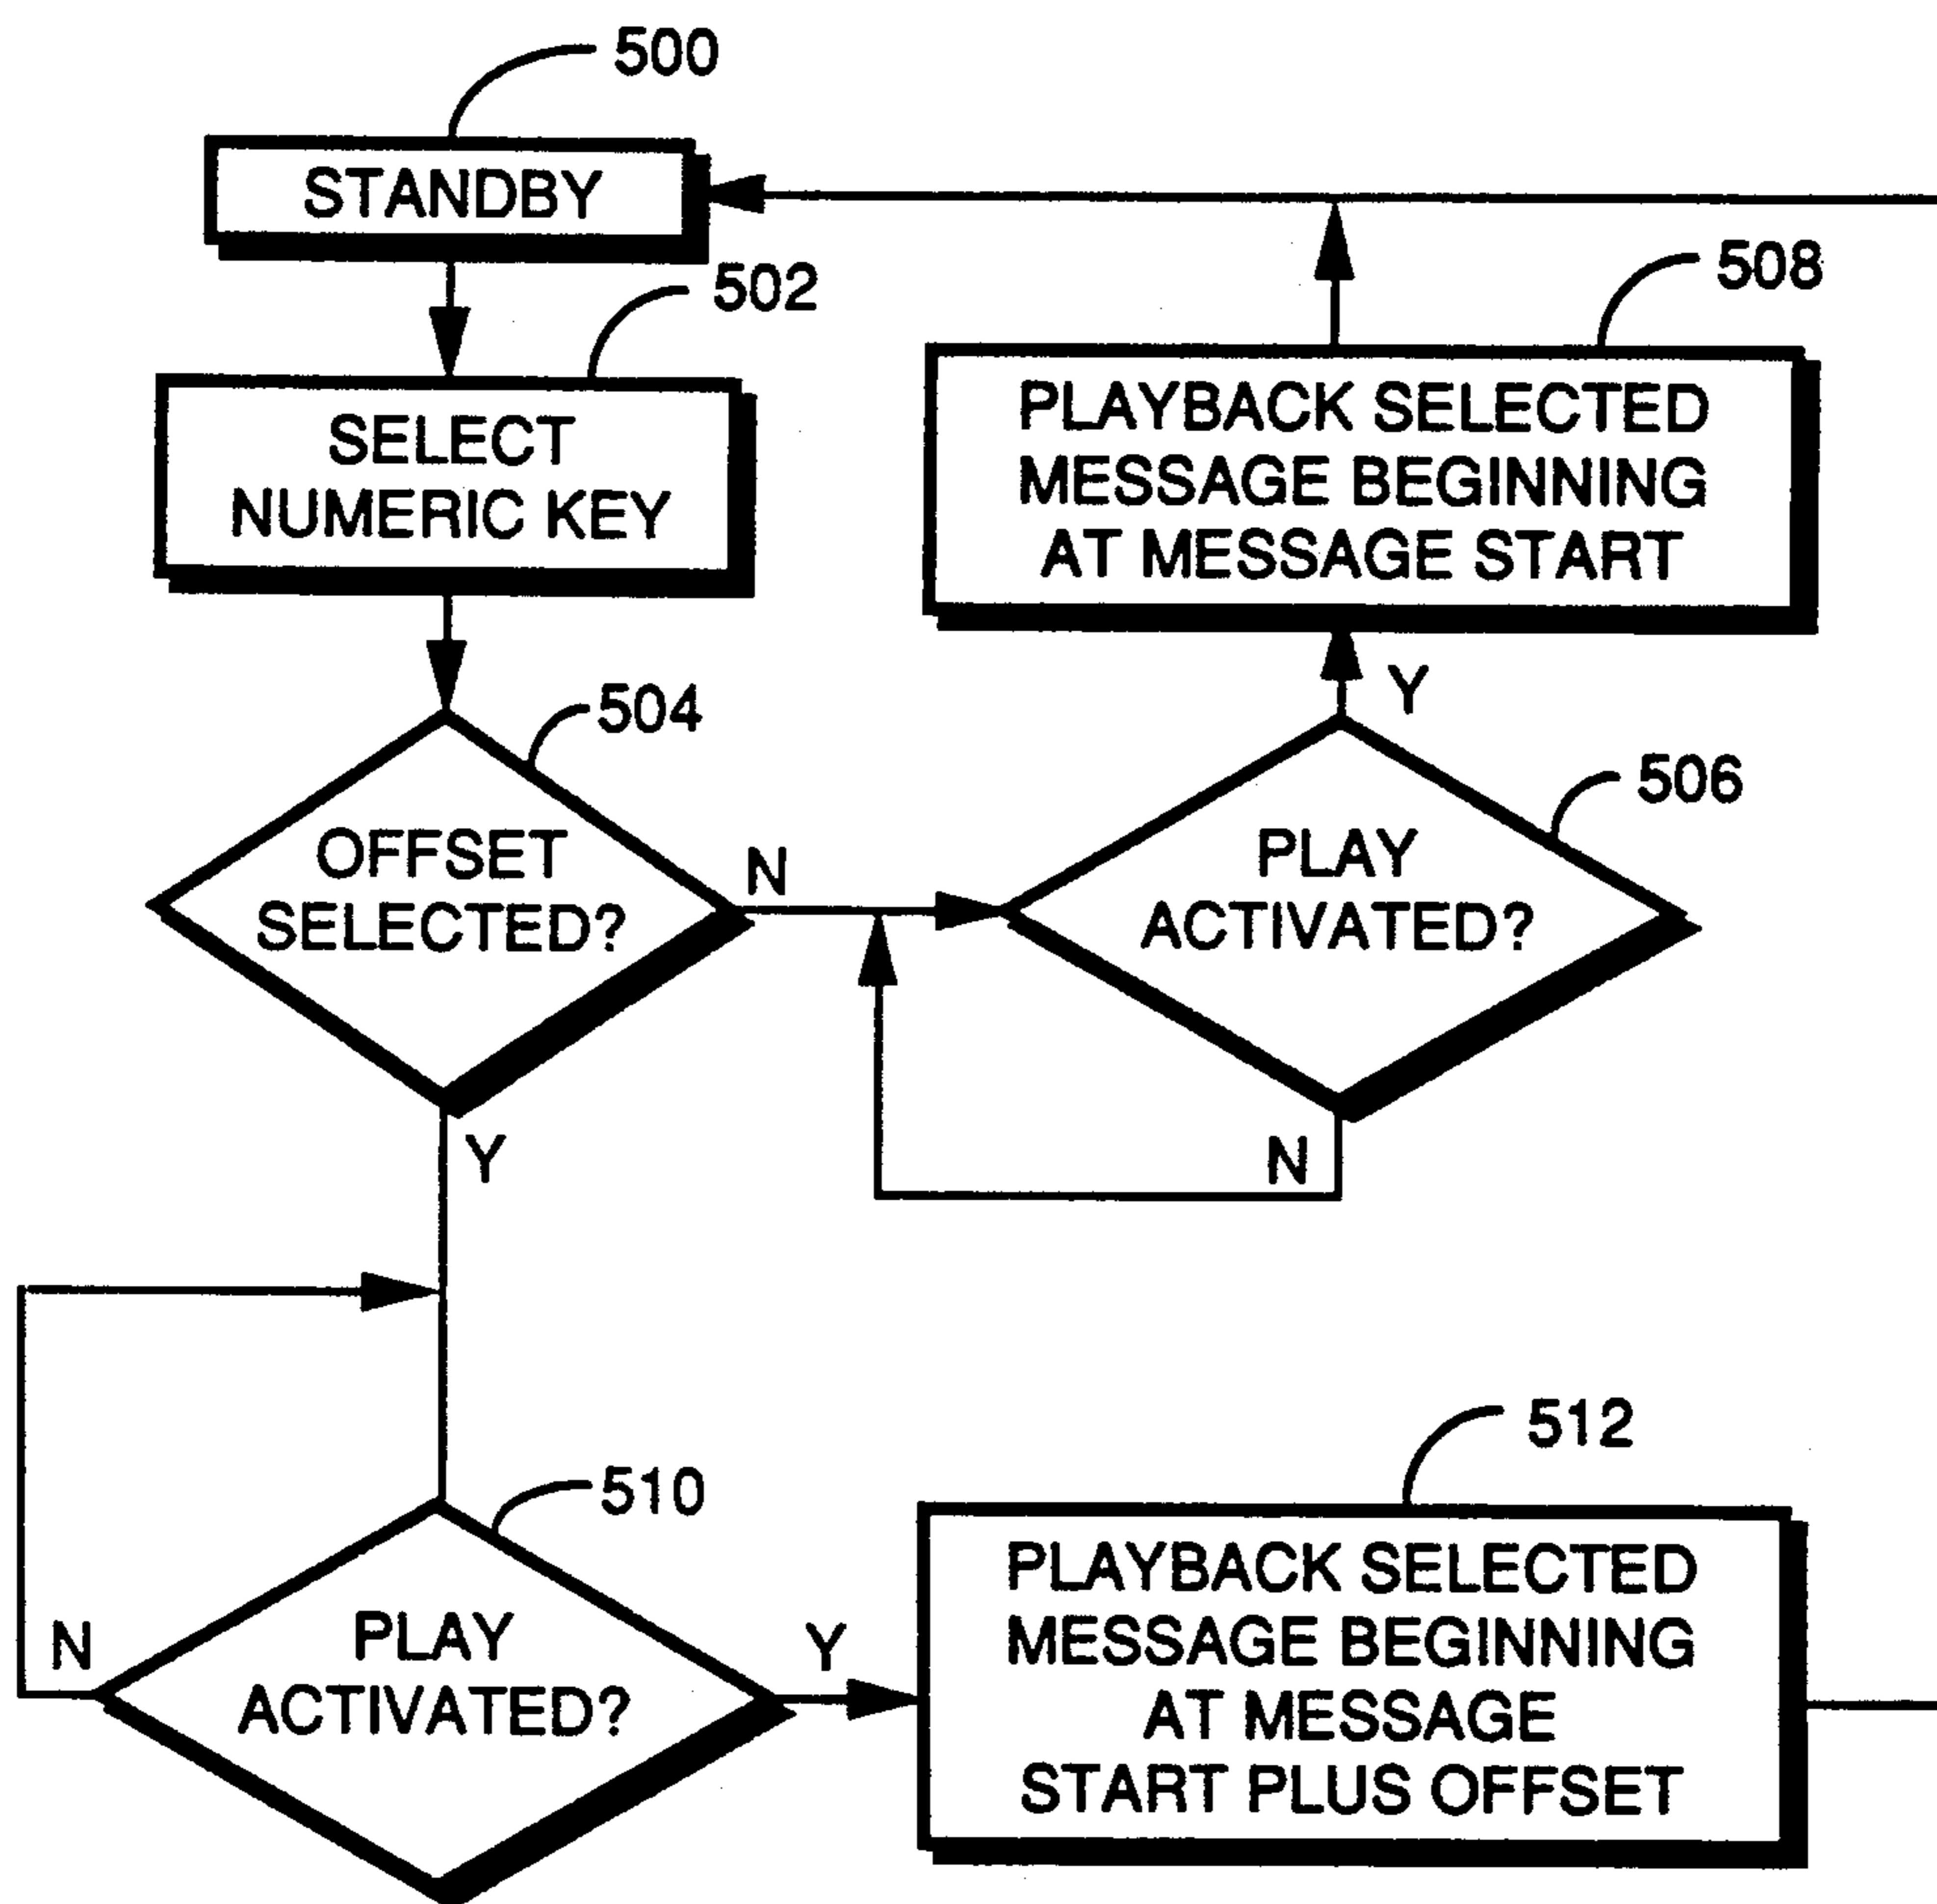 500
STANDBY
502
SELECT
NUMERIC KEY
504
OFFSET
SELECTED?
N
Y
506
PLAY
ACTIVATED?
Y
N
508
PLAYBACK SELECTED
MESSAGE BEGINNING
AT MESSAGE START
510
PLAY
ACTIVATED?
N
Y
512
PLAYBACK SELECTED
MESSAGE BEGINNING
AT MESSAGE
START PLUS OFFSET